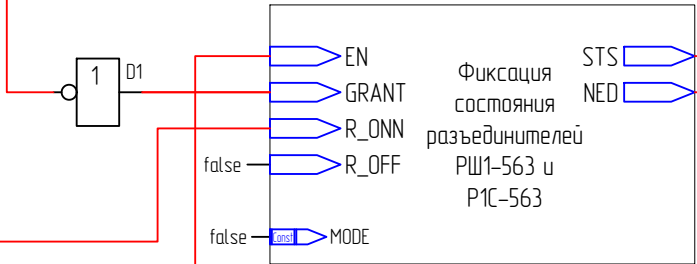 1 D1
EN
GRANT
R_ONN
false R_OFF
false Const MODE
Фиксация
состояния
разъединителей
РШ1-563 и
Р1С-563
STS
NED